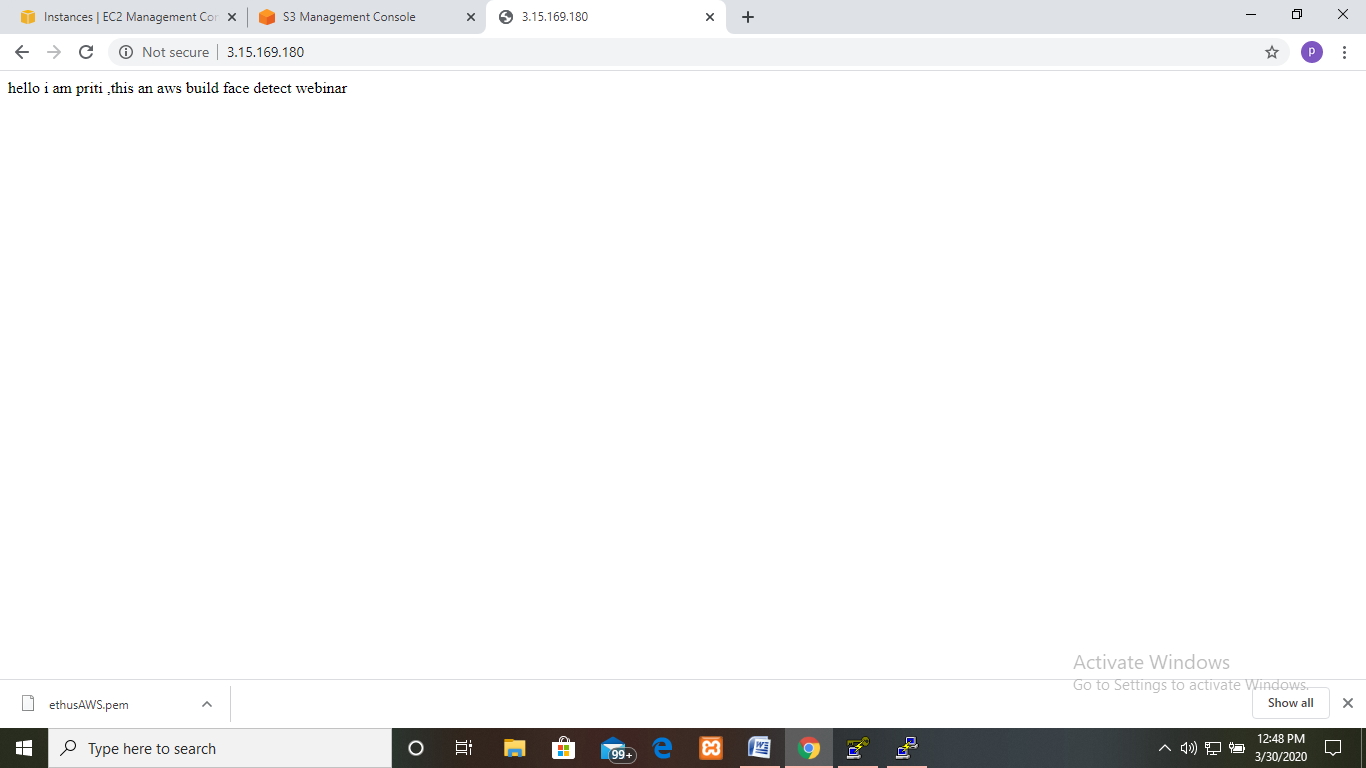 Instances | EC2 Management Con
S3 Management Console
3.15.169.180
Not secure
3.15.169.180
P
hello i am priti ,this an aws build face detect webinar
Activate Windows
Go to Settings to activate Windows.
ethusAWS.pem
Show all
Type here to search
99+
12:48 PM
3/30/2020